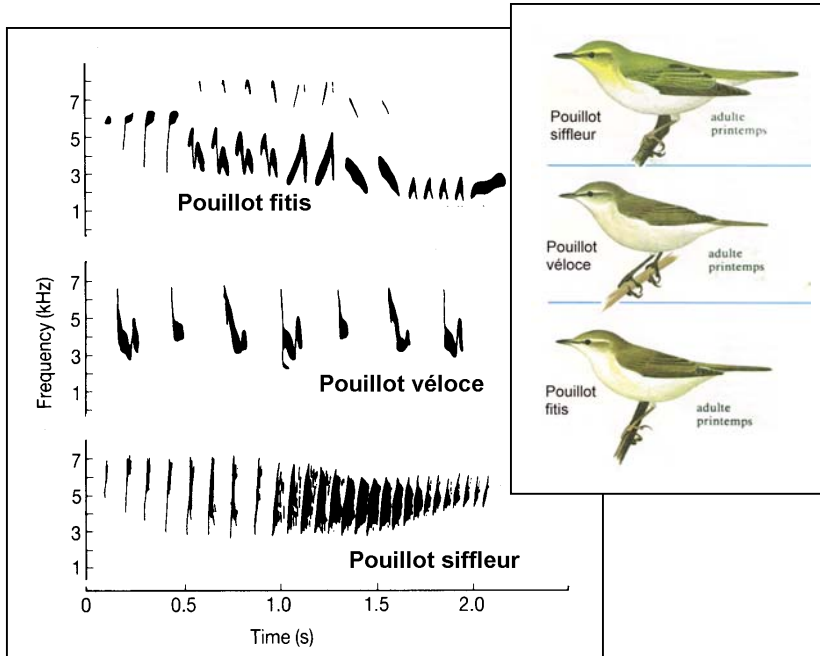 7
5
3
1
Pouillot fitis
Frequency (kHz)
7
5
3
1
Pouillot véloce
7
5
3
1
Pouillot siffleur
0
0.5
1.0
1.5
2.0
Time (s)
Pouillot
siffleur
adulte
printemps
Pouillot
véloce
adulte
printemps
Pouillot
fitis
adulte
printemps